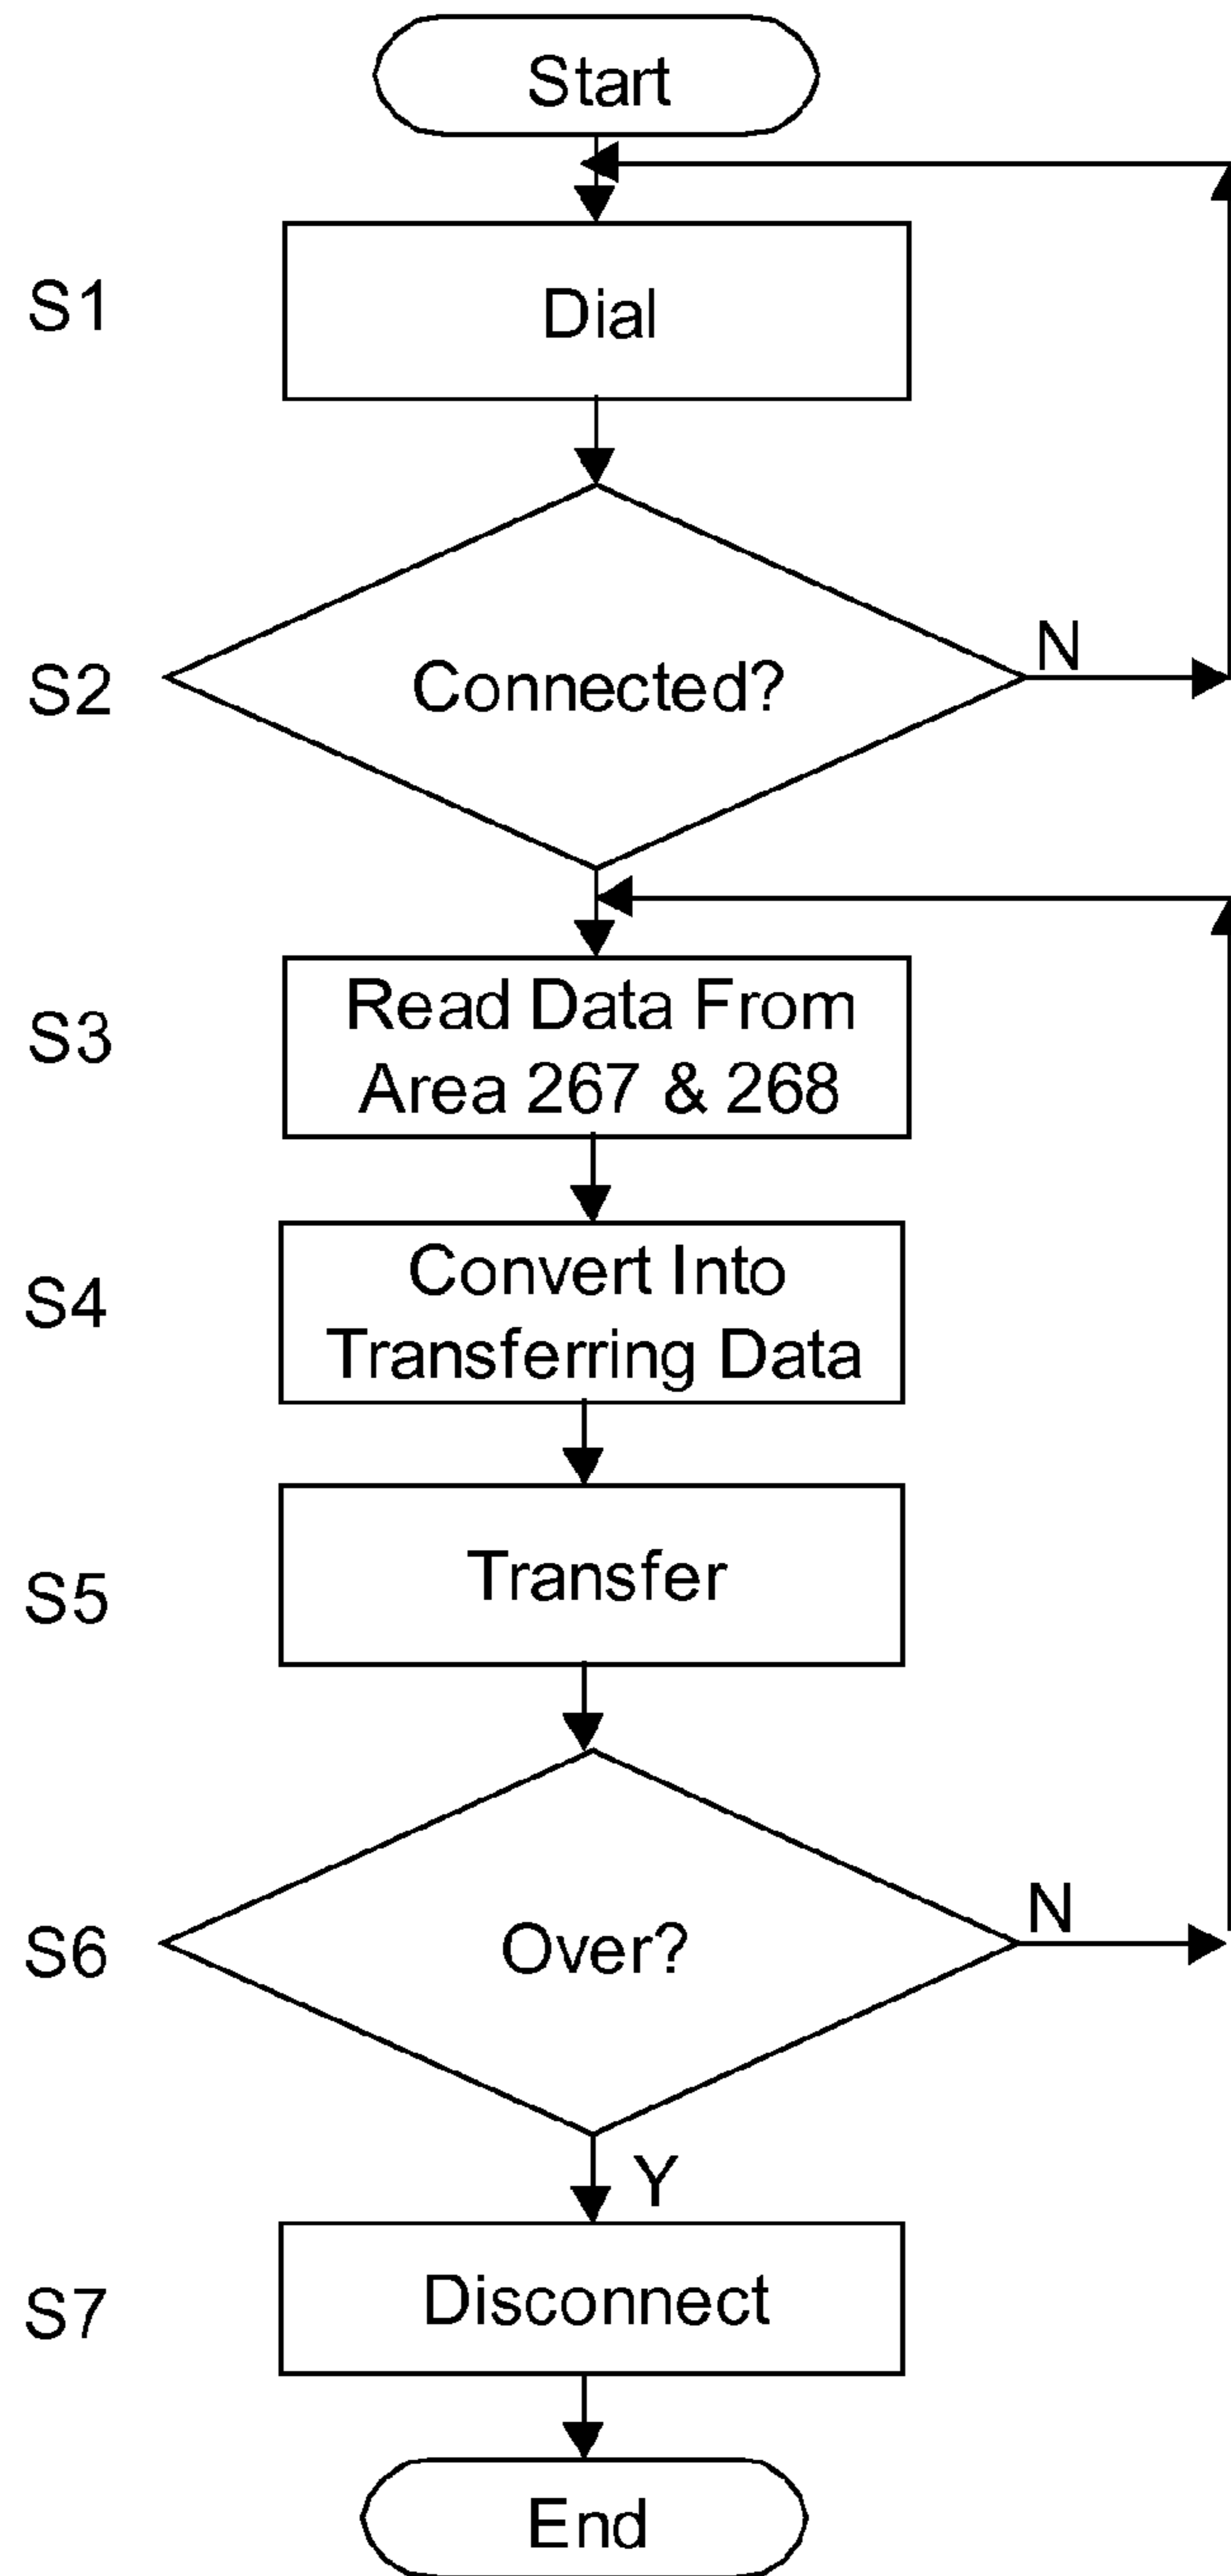 Start
S1
Dial
S2
Connected?
N
S3
Read Data From
Area 267 & 268
S4
Convert Into
Transferring Data
S5
Transfer
S6
Over?
N
Y
S7
Disconnect
End